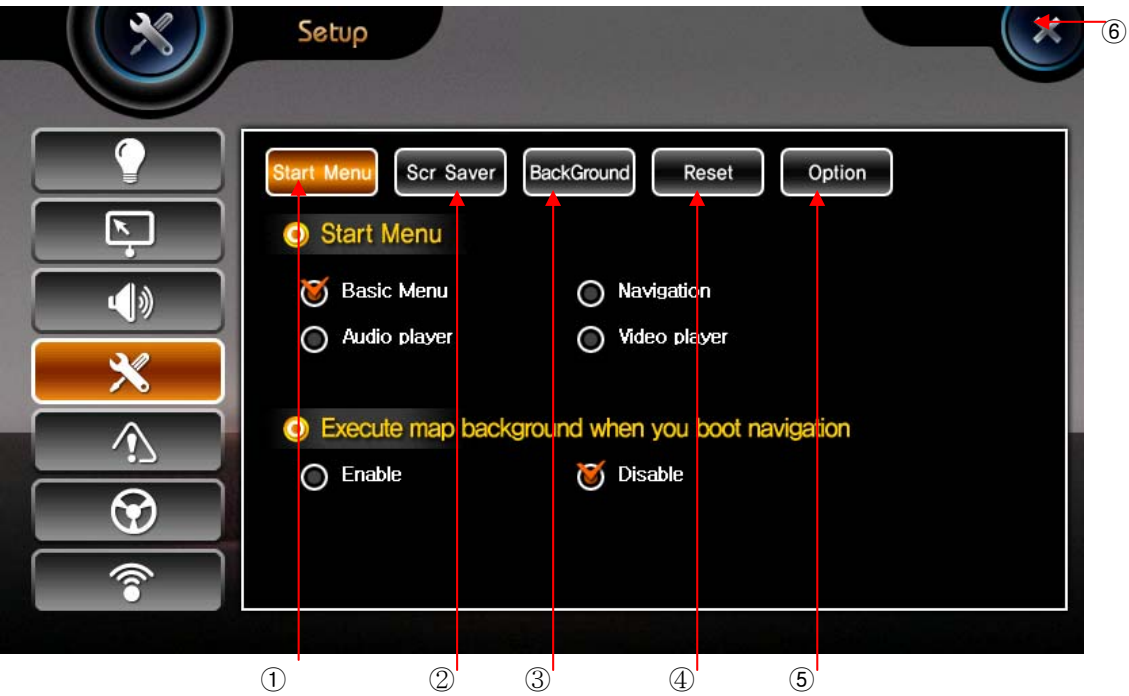 Setup
⑥
Start Menu Scr Saver BackGround Reset Option
Start Menu
Basic Menu Navigation
Audio player Video player
Execute map background when you boot navigation
Enable Disable
① ② ③ ④ ⑤